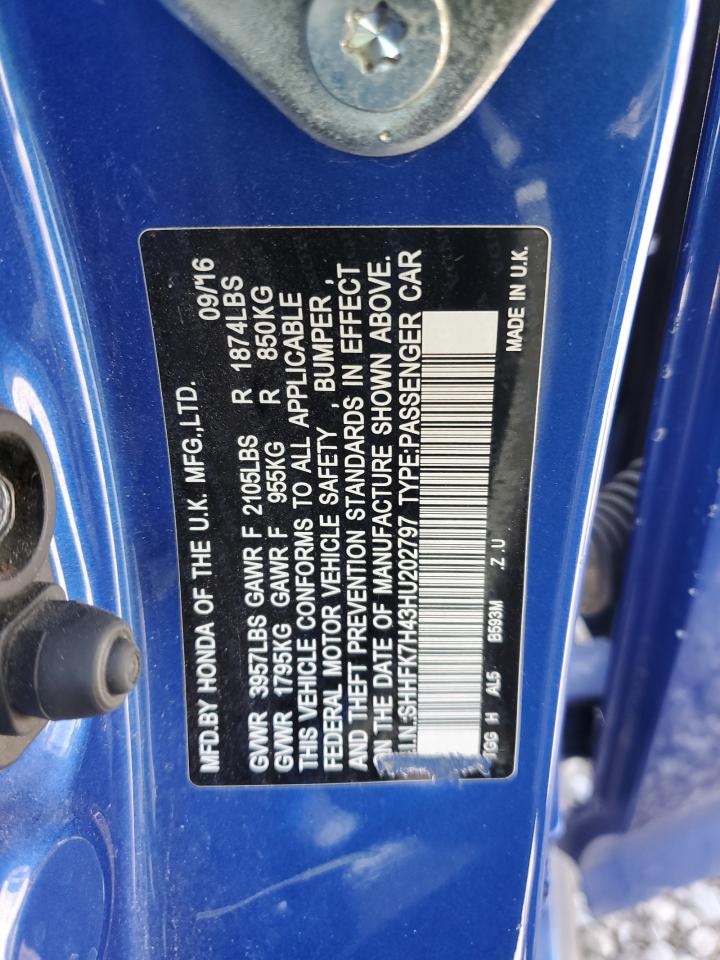 MFD.BY HONDA OF THE U.K. MFG.,LTD. 09/16
GVWR 3957LBS GAWR F 2105LBS R 1874LBS
GVWR 1795KG GAWR F 955KG R 850KG
THIS VEHICLE CONFORMS TO ALL APPLICABLE
FEDERAL MOTOR VEHICLE SAFETY , BUMPER ,
AND THEFT PREVENTION STANDARDS IN EFFECT
ON THE DATE OF MANUFACTURE SHOWN ABOVE.
SHHFK7H43HU202797 TYPE:PASSENGER CAR
H AL5 B593M .Z .U MADE IN U.K.